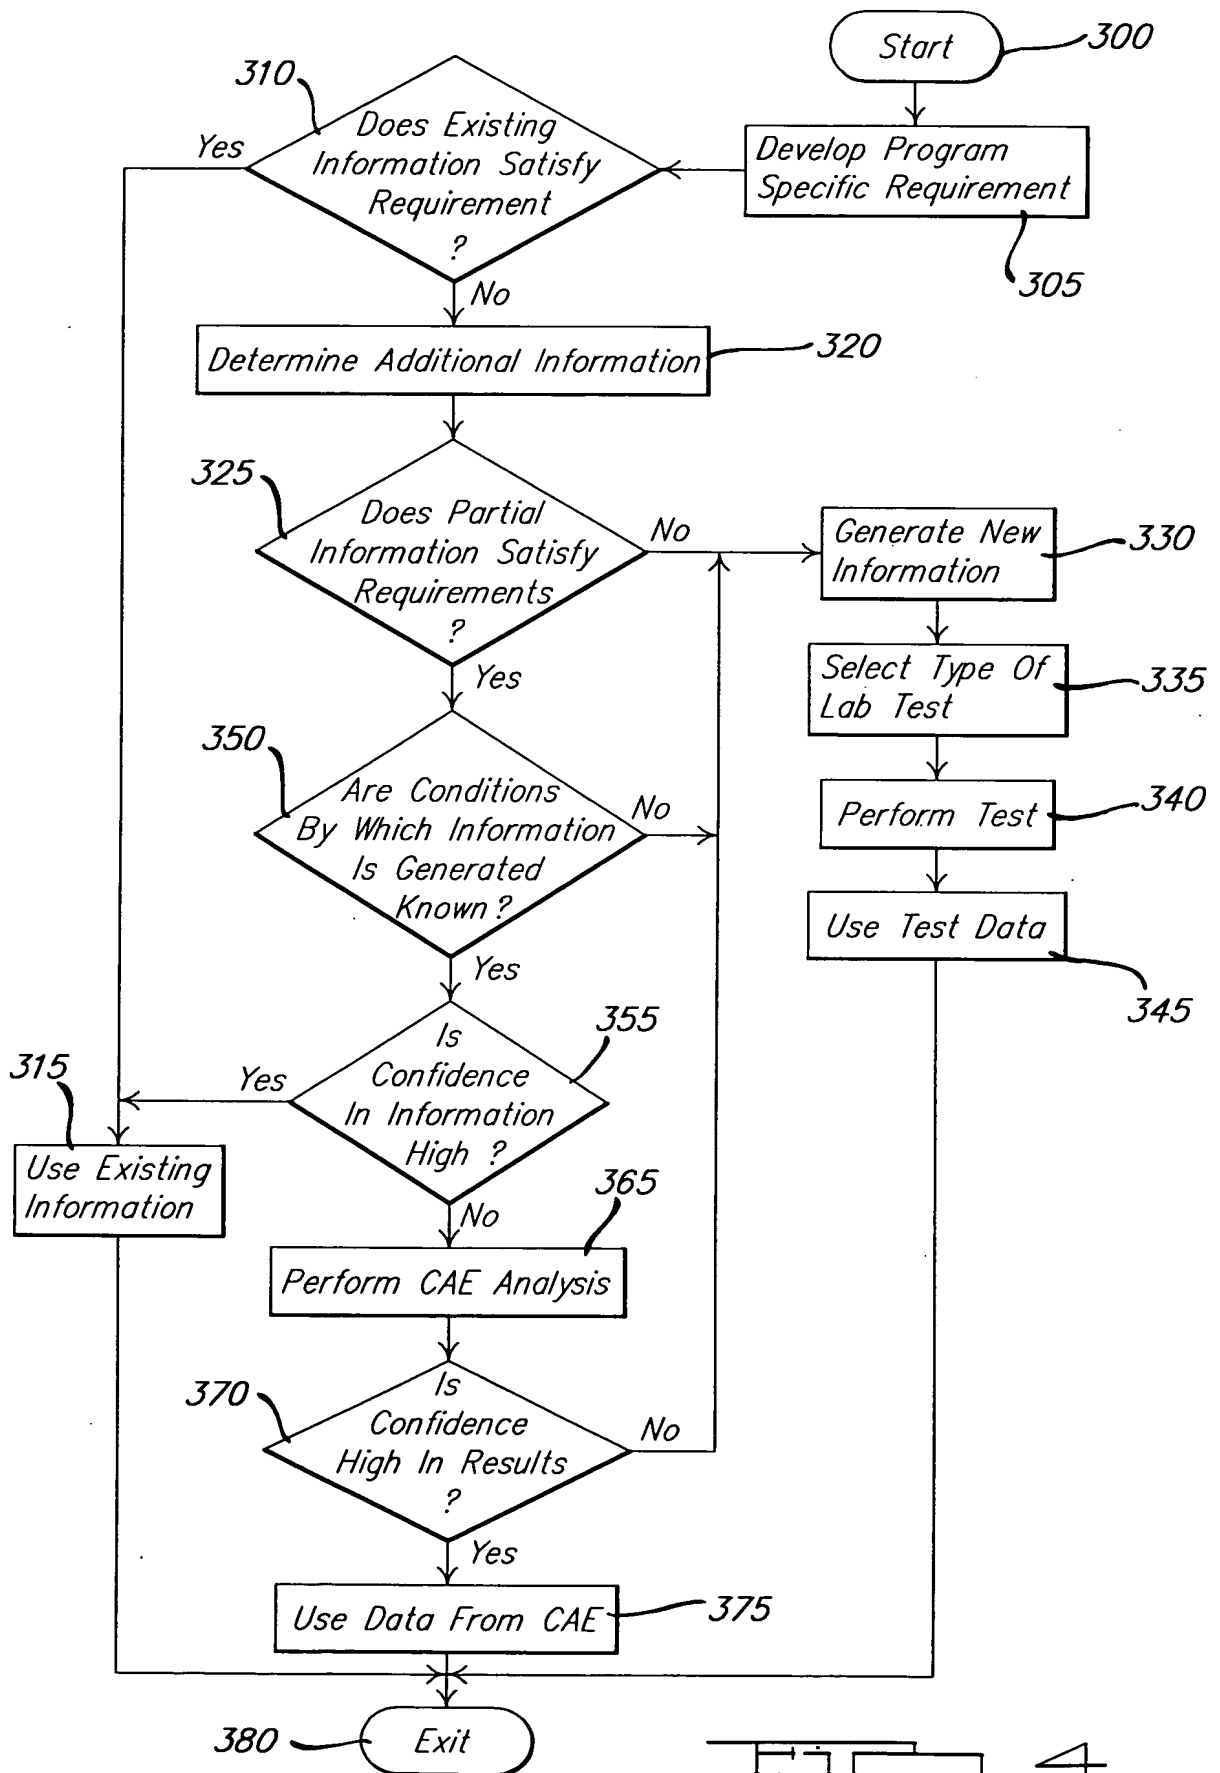 Start
300
Develop Program
Specific Requirement
305
310
Does Existing
Information Satisfy
Requirement
?
Yes
No
Determine Additional Information
320
325
Does Partial
Information Satisfy
Requirements
?
No
Yes
Generate New
Information
330
Select Type Of
Lab Test
335
Perform Test
340
Use Test Data
345
350
Are Conditions
By Which Information
Is Generated
Known ?
No
Yes
355
Is
Confidence
In Information
High ?
Yes
No
315
Use Existing
Information
365
Perform CAE Analysis
370
Is
Confidence
High In Results
?
No
Yes
Use Data From CAE
375
380
Exit